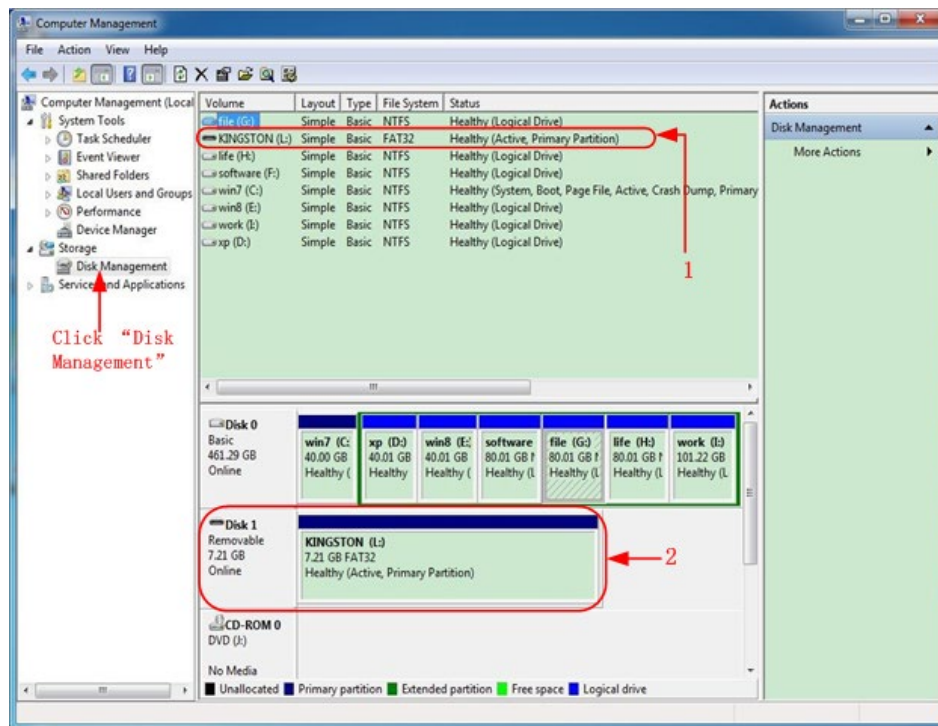 Computer Management
File Action View Help
Computer Management (Local
System Tools
Task Scheduler
Event Viewer
Shared Folders
Local Users and Groups
Performance
Device Manager
Storage
Disk Management
Services and Applications
Click “Disk
Management”
Volume Layout Type File System Status
file (G:) Simple Basic NTFS Healthy (Logical Drive)
KINGSTON (L:) Simple Basic FAT32 Healthy (Active, Primary Partition)
life (H:) Simple Basic NTFS Healthy (Logical Drive)
software (F:) Simple Basic NTFS Healthy (Logical Drive)
win7 (C:) Simple Basic NTFS Healthy (System, Boot, Page File, Active, Crash Dump, Primary
win8 (E:) Simple Basic NTFS Healthy (Logical Drive)
work (I:) Simple Basic NTFS Healthy (Logical Drive)
xp (D:) Simple Basic NTFS Healthy (Logical Drive)
1
Disk 0
Basic
461.29 GB
Online
win7 (C:
40.00 GB
Healthy (
xp (D:)
40.01 GB
Healthy
win8 (E:
40.01 GB
Healthy (
software
80.01 GB
Healthy (L
file (G:)
80.01 GB
Healthy (L
life (H:)
80.01 GB
Healthy (L
work (I:)
101.22 GB
Healthy (L
Disk 1
Removable
7.21 GB
Online
KINGSTON (L:)
7.21 GB FAT32
Healthy (Active, Primary Partition)
2
CD-ROM 0
DVD (J:)
No Media
Unallocated Primary partition Extended partition Free space Logical drive
Actions
Disk Management
More Actions